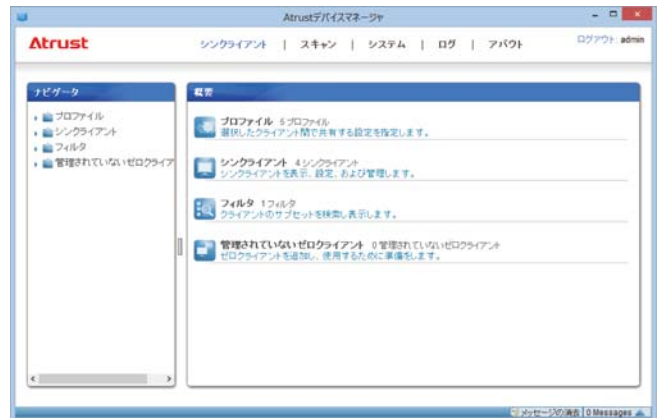 Atrustデバイスマネージャ
Atrust
シンクライアント | スキャン | システム | ログ | アバウト
ログアウト: admin
ナビゲータ
プロファイル
シンクライアント
フィルタ
管理されていないゼロクライア
概要
プロファイル 5 プロファイル
選択したクライアント間で共有する設定を指定します。
シンクライアント 4 シンクライアント
シンクライアントを表示、設定、および管理します。
フィルタ 1 フィルタ
クライアントのサブセットを検索し表示します。
管理されていないゼロクライアント 0 管理されていないゼロクライアント
ゼロクライアントを追加し、使用するために準備をします。
メッセージの消去 0 Messages